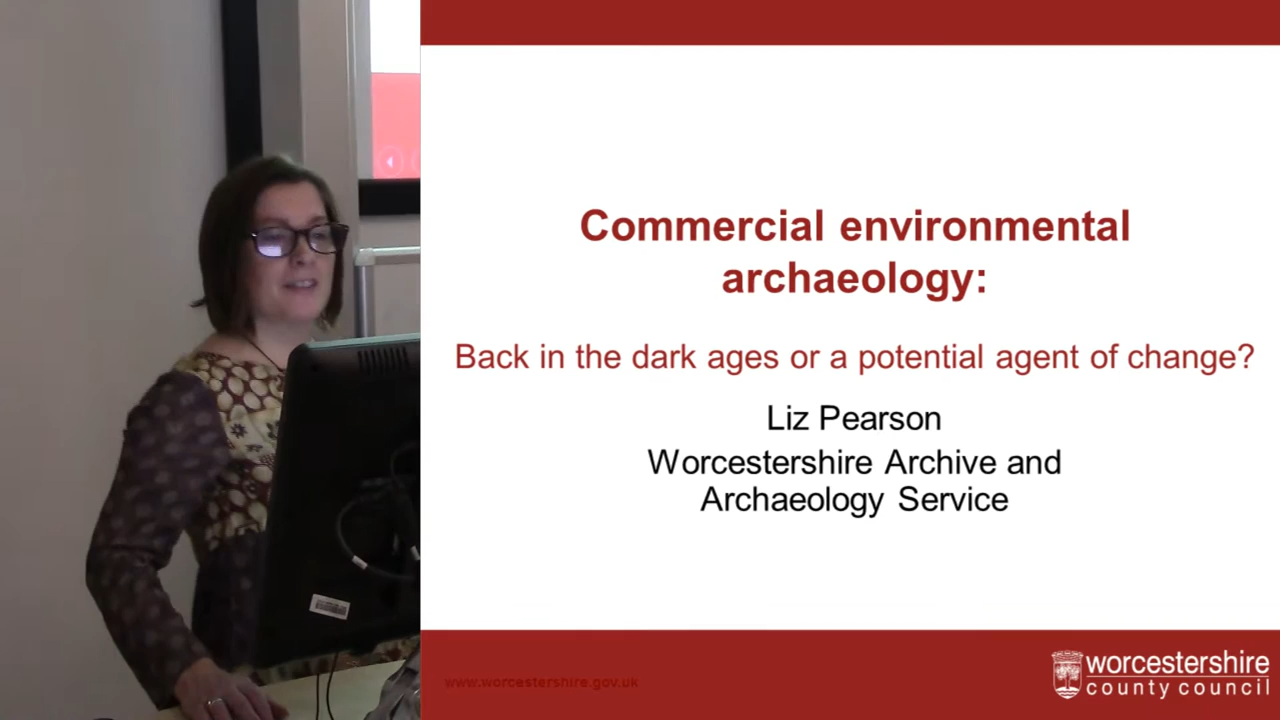 Commercial environmental
archaeology:
Back in the dark ages or a potential agent of change?
Liz Pearson
Worcestershire Archive and
Archaeology Service
www.worcestershire.gov.uk
worcestershire
county council